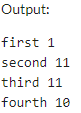 Output:
first 1
second 11
third 11
fourth 10